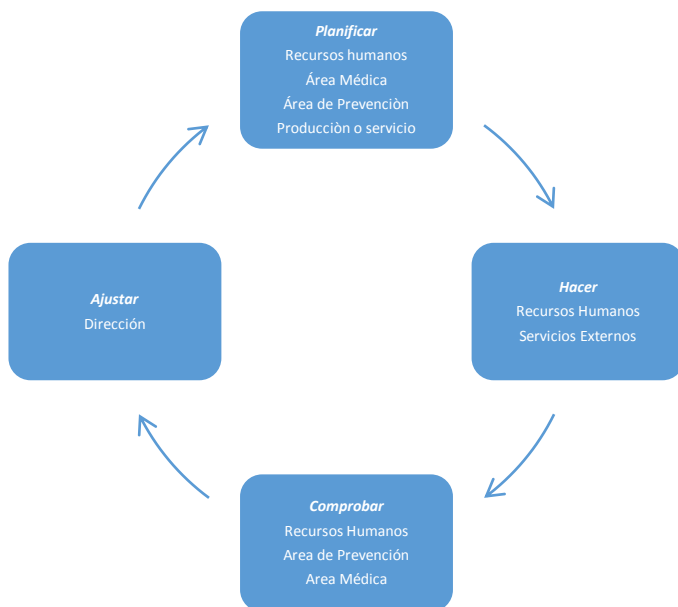 Planificar
Recursos humanos
Área Médica
Área de Prevenciòn
Producciòn o servicio
Hacer
Recursos Humanos
Servicios Externos
Comprobar
Recursos Humanos
Area de Prevención
Area Médica
Ajustar
Dirección